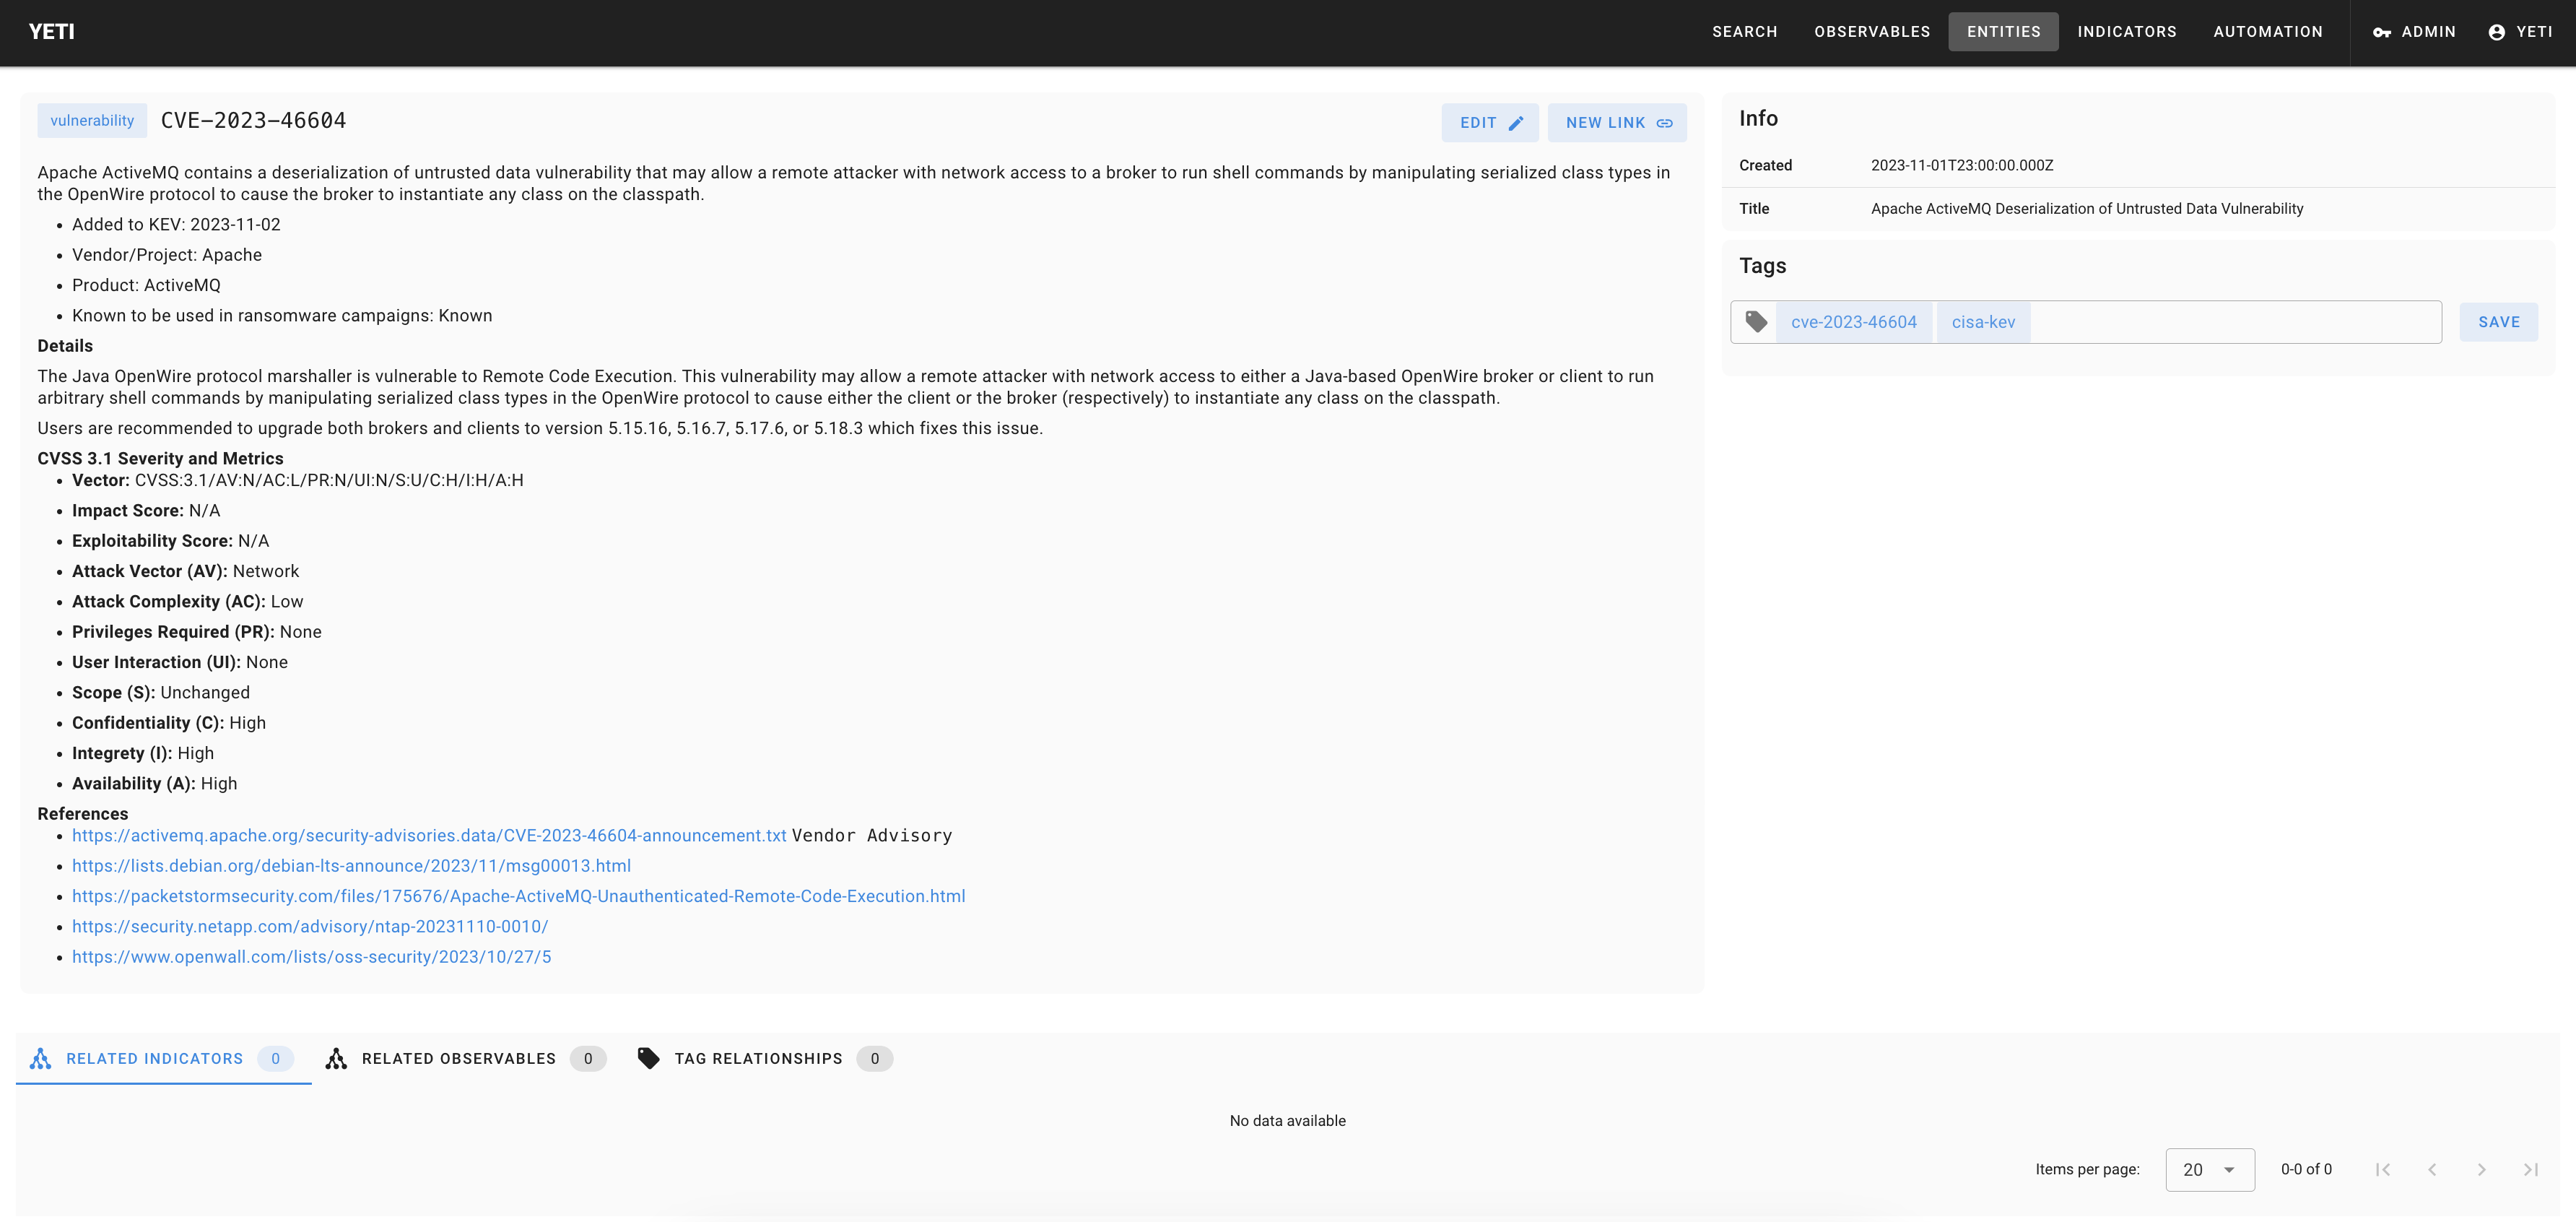 YETI
SEARCH OBSERVABLES ENTITIES INDICATORS AUTOMATION ADMIN YETI
vulnerability CVE-2023-46604
EDIT NEW LINK
Apache ActiveMQ contains a deserialization of untrusted data vulnerability that may allow a remote attacker with network access to a broker to run shell commands by manipulating serialized class types in
the OpenWire protocol to cause the broker to instantiate any class on the classpath.
• Added to KEV: 2023-11-02
• Vendor/Project: Apache
• Product: ActiveMQ
• Known to be used in ransomware campaigns: Known
Details
The Java OpenWire protocol marshaller is vulnerable to Remote Code Execution. This vulnerability may allow a remote attacker with network access to either a Java-based OpenWire broker or client to run
arbitrary shell commands by manipulating serialized class types in the OpenWire protocol to cause either the client or the broker (respectively) to instantiate any class on the classpath.
Users are recommended to upgrade both brokers and clients to version 5.15.16, 5.16.7, 5.17.6, or 5.18.3 which fixes this issue.
CVSS 3.1 Severity and Metrics
• Vector: CVSS:3.1/AV:N/AC:L/PR:N/UI:N/S:U/C:H/I:H/A:H
• Impact Score: N/A
• Exploitability Score: N/A
• Attack Vector (AV): Network
• Attack Complexity (AC): Low
• Privileges Required (PR): None
• User Interaction (UI): None
• Scope (S): Unchanged
• Confidentiality (C): High
• Integrety (I): High
• Availability (A): High
References
• https://activemq.apache.org/security-advisories.data/CVE-2023-46604-announcement.txt Vendor Advisory
• https://lists.debian.org/debian-lts-announce/2023/11/msg00013.html
• https://packetstormsecurity.com/files/175676/Apache-ActiveMQ-Unauthenticated-Remote-Code-Execution.html
• https://security.netapp.com/advisory/ntap-20231110-0010/
• https://www.openwall.com/lists/oss-security/2023/10/27/5
Info
Created 2023-11-01T23:00:00.000Z
Title Apache ActiveMQ Deserialization of Untrusted Data Vulnerability
Tags
cve-2023-46604 cisa-kev SAVE
RELATED INDICATORS 0 RELATED OBSERVABLES 0 TAG RELATIONSHIPS 0
No data available
Items per page: 20 0-0 of 0